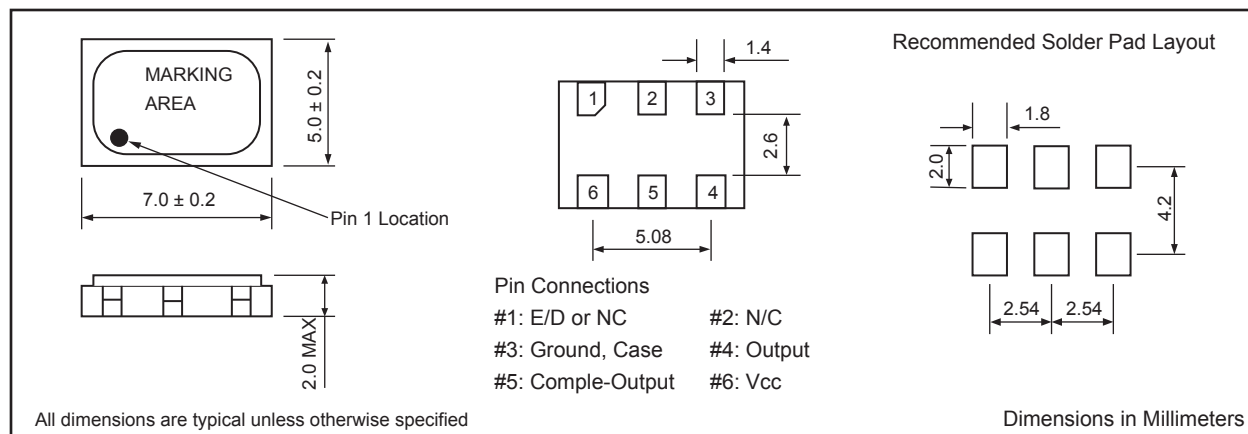 MARKING
AREA
5.0 ± 0.2
7.0 ± 0.2
Pin 1 Location
2.0 MAX
All dimensions are typical unless otherwise specified
1.4
1
2
3
2.6
6
5
4
5.08
Pin Connections
#1: E/D or NC #2: N/C
#3: Ground, Case #4: Output
#5: Comple-Output #6: Vcc
Recommended Solder Pad Layout
1.8
2.0
4.2
2.54 2.54
Dimensions in Millimeters